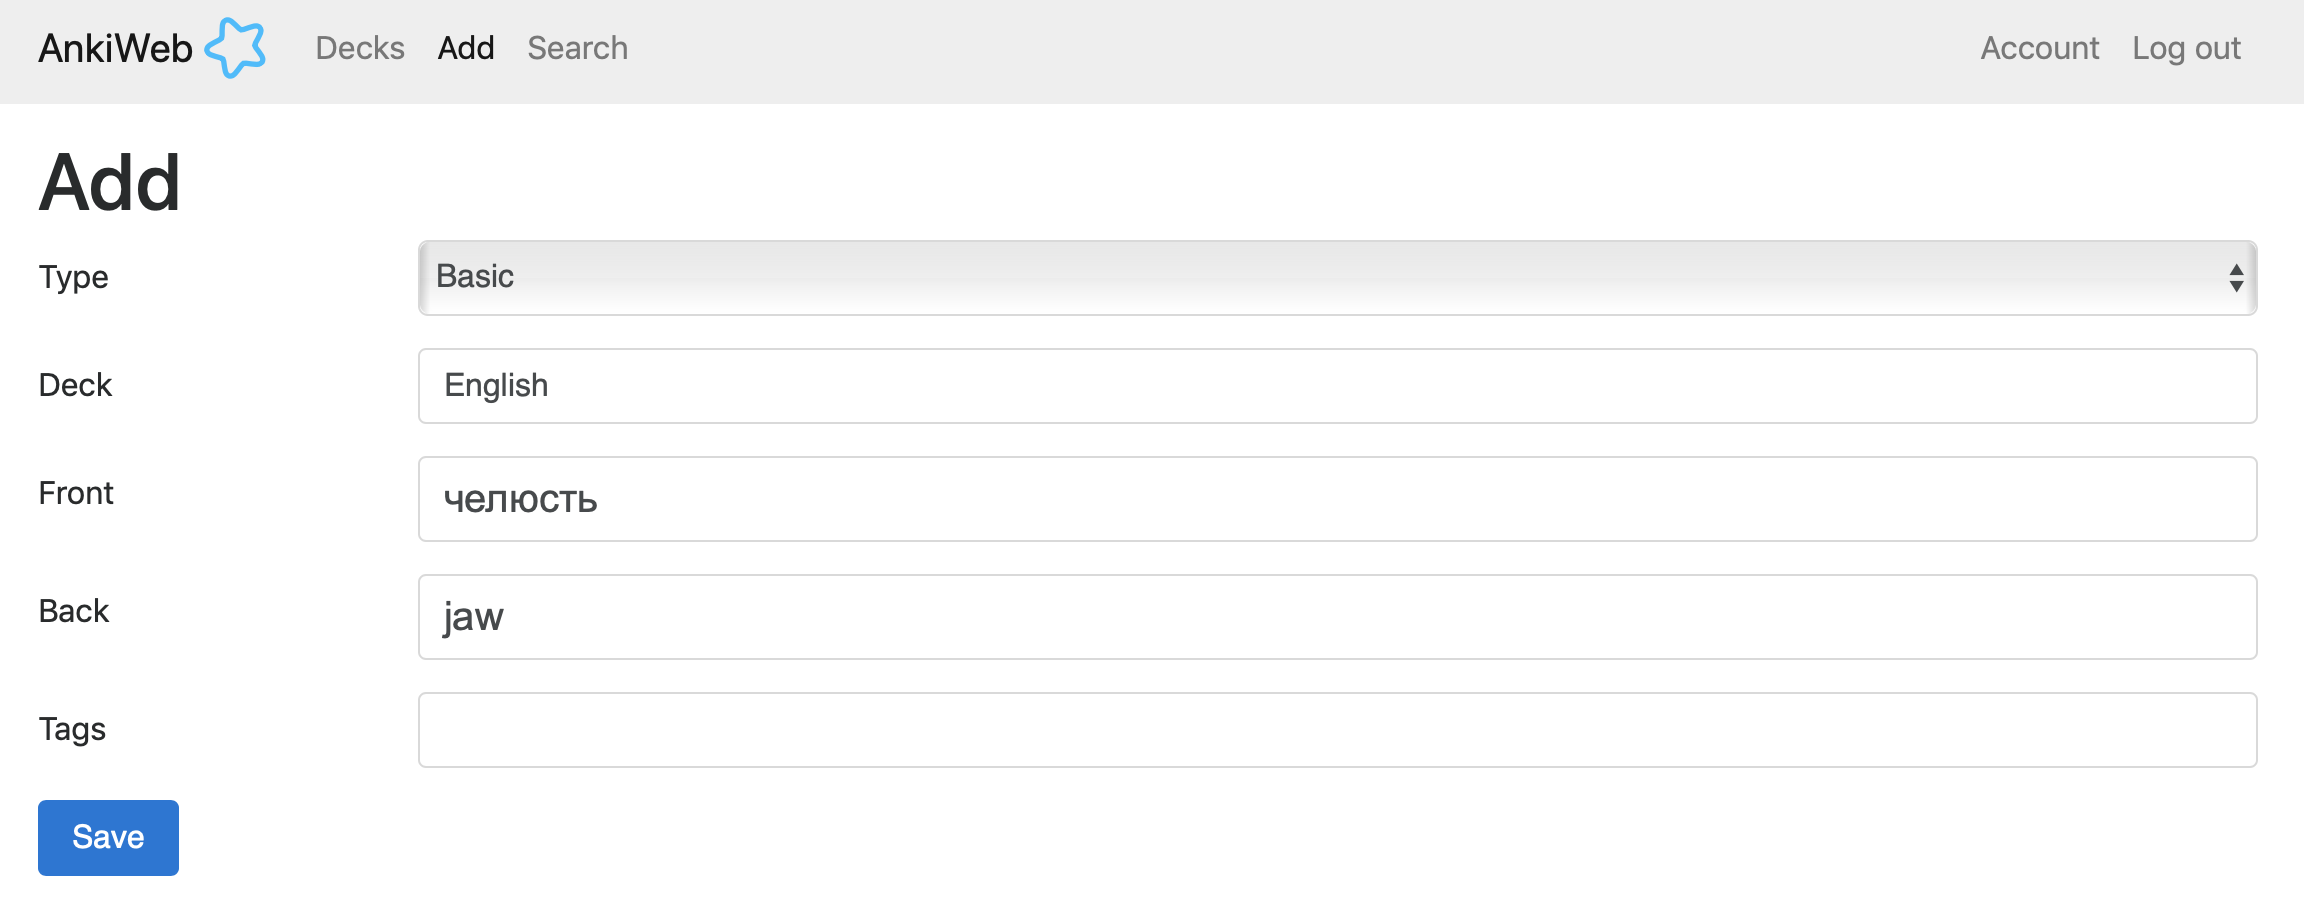 AnkiWeb Decks Add Search Account Log out
Add
Type Basic
Deck English
Front челюсть
Back jaw
Tags
Save